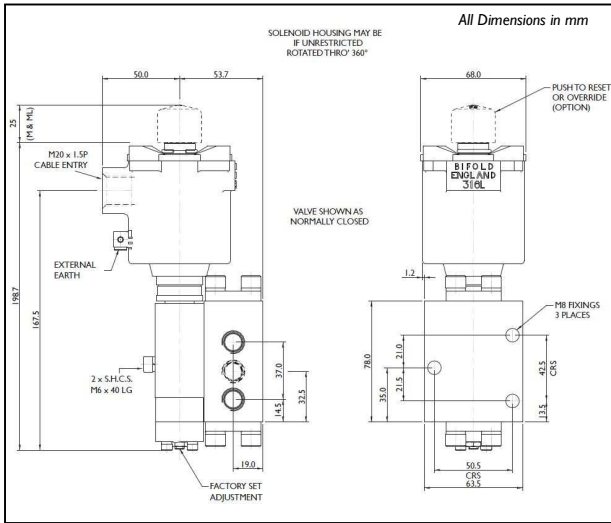 All Dimensions in mm
SOLENOID HOUSING MAY BE
IF UNRESTRICTED
ROTATED THRO' 360°
50.0
53.7
68.0
PUSH TO RESET
OR OVERRIDE
(OPTION)
25
(M & ML)
M20 x 1.5P
CABLE ENTRY
BIFOLD
ENGLAND
316L
VALVE SHOWN AS
NORMALLY CLOSED
EXTERNAL
EARTH
1.2
198.7
167.5
M8 FIXINGS
3 PLACES
2 x S.H.C.S.
M6 x 40 LG
37.0
14.5
32.5
19.0
78.0
35.0
21.0
21.5
42.5
CRS
13.5
50.5
CRS
63.5
FACTORY SET
ADJUSTMENT